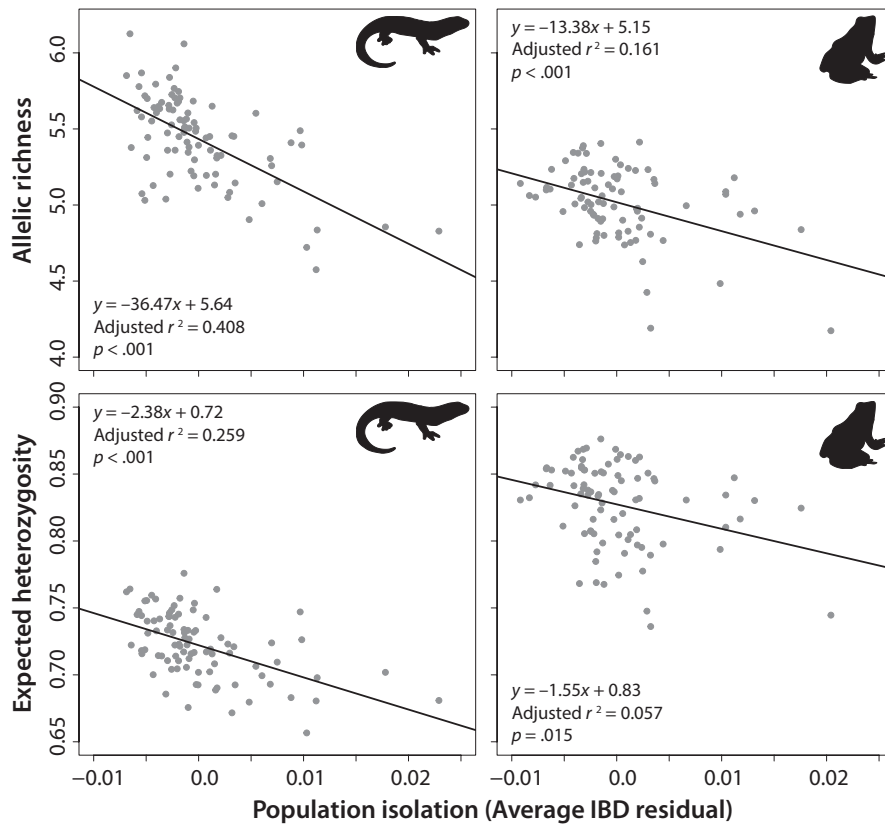 y = –36.47x + 5.64
Adjusted r² = 0.408
p < .001
y = –13.38x + 5.15
Adjusted r² = 0.161
p < .001
Allelic richness
6.0
5.5
5.0
4.5
4.0
y = –2.38x + 0.72
Adjusted r² = 0.259
p < .001
y = –1.55x + 0.83
Adjusted r² = 0.057
p = .015
Expected heterozygosity
0.90
0.85
0.80
0.75
0.70
0.65
−0.01 0.0 0.01 0.02 −0.01 0.0 0.01 0.02
Population isolation (Average IBD residual)